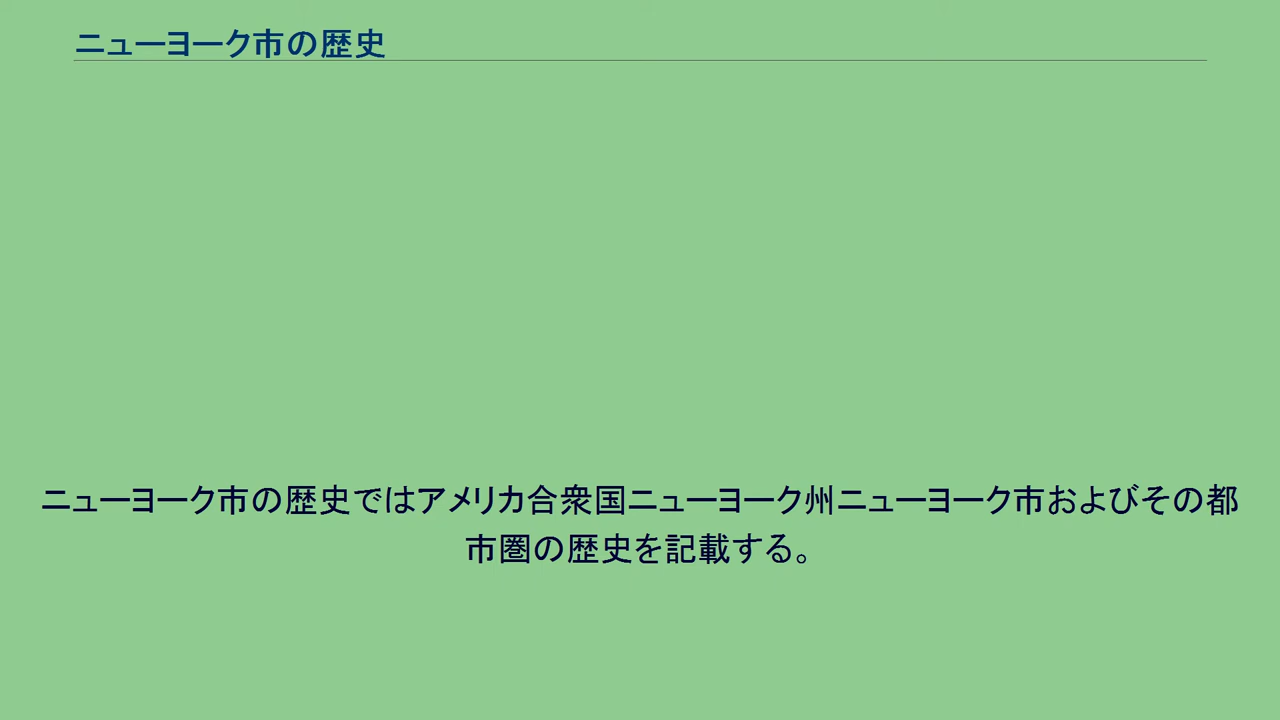 ニューヨーク市の歴史
ニューヨーク市の歴史ではアメリカ合衆国ニューヨーク州ニューヨーク市およびその都
市圏の歴史を記載する。